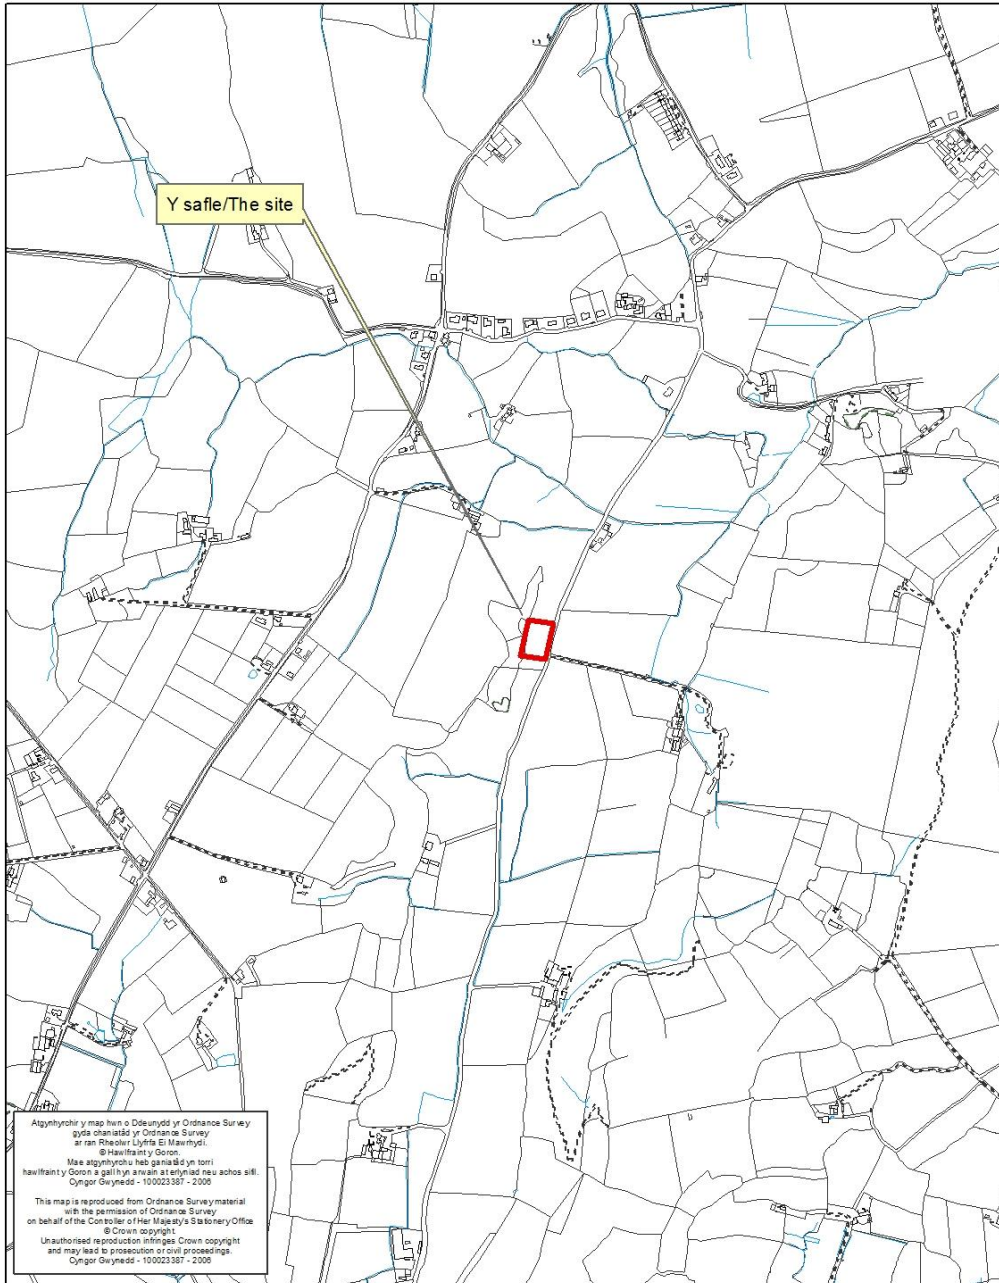 Y safle/The site
Atgynhyrchir y map hwn o Ddeunydd yr Ordnance Survey
gyda chaniatâd yr Ordnance Survey
ar ran Rheolwr Llyfrfa Ei Mawrhydi.
© Hawlfraint y Goron.
Mae atgynhyrchu heb ganiatâd yn torri
hawlfraint y Goron a gall hyn arwain at erlyniad neu achos sifil.
Cyngor Gwynedd - 100023387 - 2006
This map is reproduced from Ordnance Survey material
with the permission of Ordnance Survey
on behalf of the Controller of Her Majesty's Stationery Office
© Crown copyright.
Unauthorised reproduction infringes Crown copyright
and may lead to prosecution or civil proceedings.
Cyngor Gwynedd - 100023387 - 2006